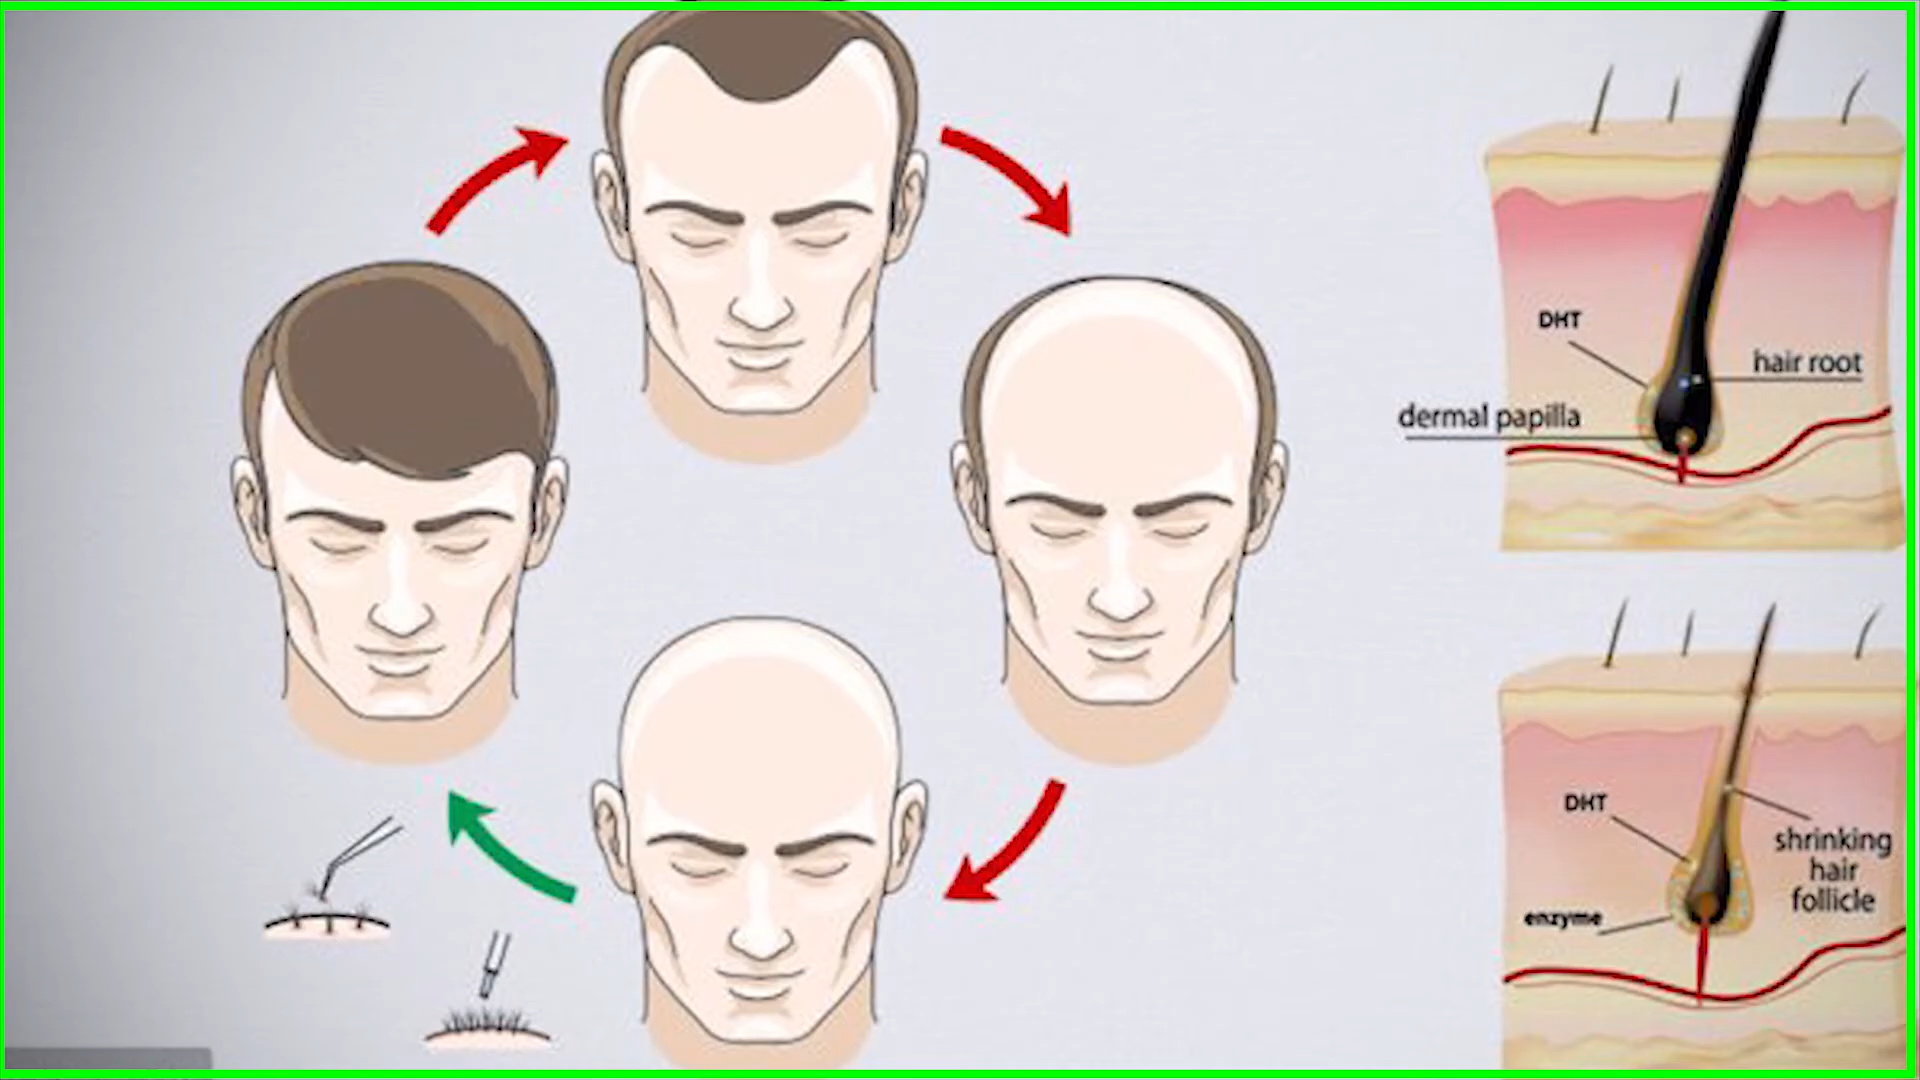 DHT
hair root
dermal papilla
DHT
shrinking
hair
follicle
enzyme